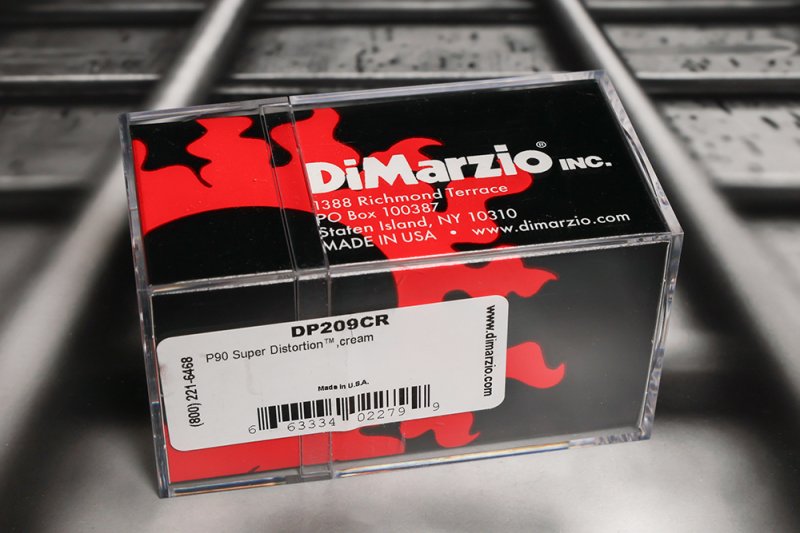 DiMarzio® INC.
1388 Richmond Terrace
PO Box 100387
Staten Island, NY 10310
MADE IN USA • www.dimarzio.com
DP209CR
P90 Super Distortion™,cream
(800) 221-6468
www.dimarzio.com
Made in U.S.A.
6 63334 02279 9